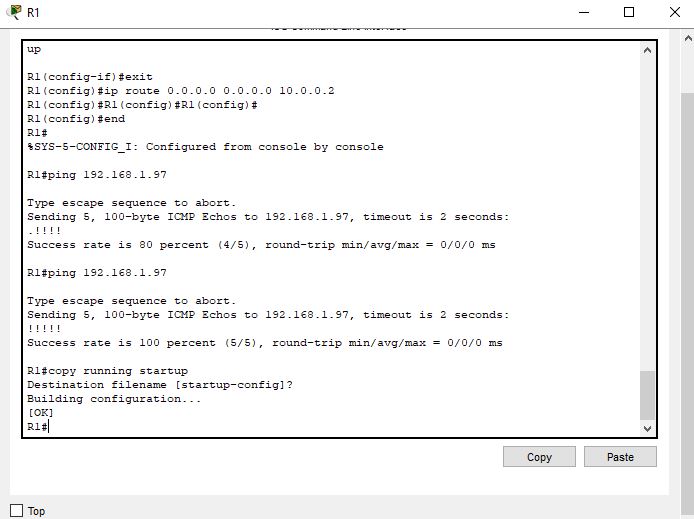 R1
up
R1(config-if)#exit
R1(config)#ip route 0.0.0.0 0.0.0.0 10.0.0.2
R1(config)#R1(config)#R1(config)#
R1(config)#end
R1#
%SYS-5-CONFIG_I: Configured from console by console
R1#ping 192.168.1.97
Type escape sequence to abort.
Sending 5, 100-byte ICMP Echos to 192.168.1.97, timeout is 2 seconds:
.!!!!
Success rate is 80 percent (4/5), round-trip min/avg/max = 0/0/0 ms
R1#ping 192.168.1.97
Type escape sequence to abort.
Sending 5, 100-byte ICMP Echos to 192.168.1.97, timeout is 2 seconds:
!!!!!
Success rate is 100 percent (5/5), round-trip min/avg/max = 0/0/0 ms
R1#copy running startup
Destination filename [startup-config]?
Building configuration...
[OK]
R1#
Copy
Paste
Top